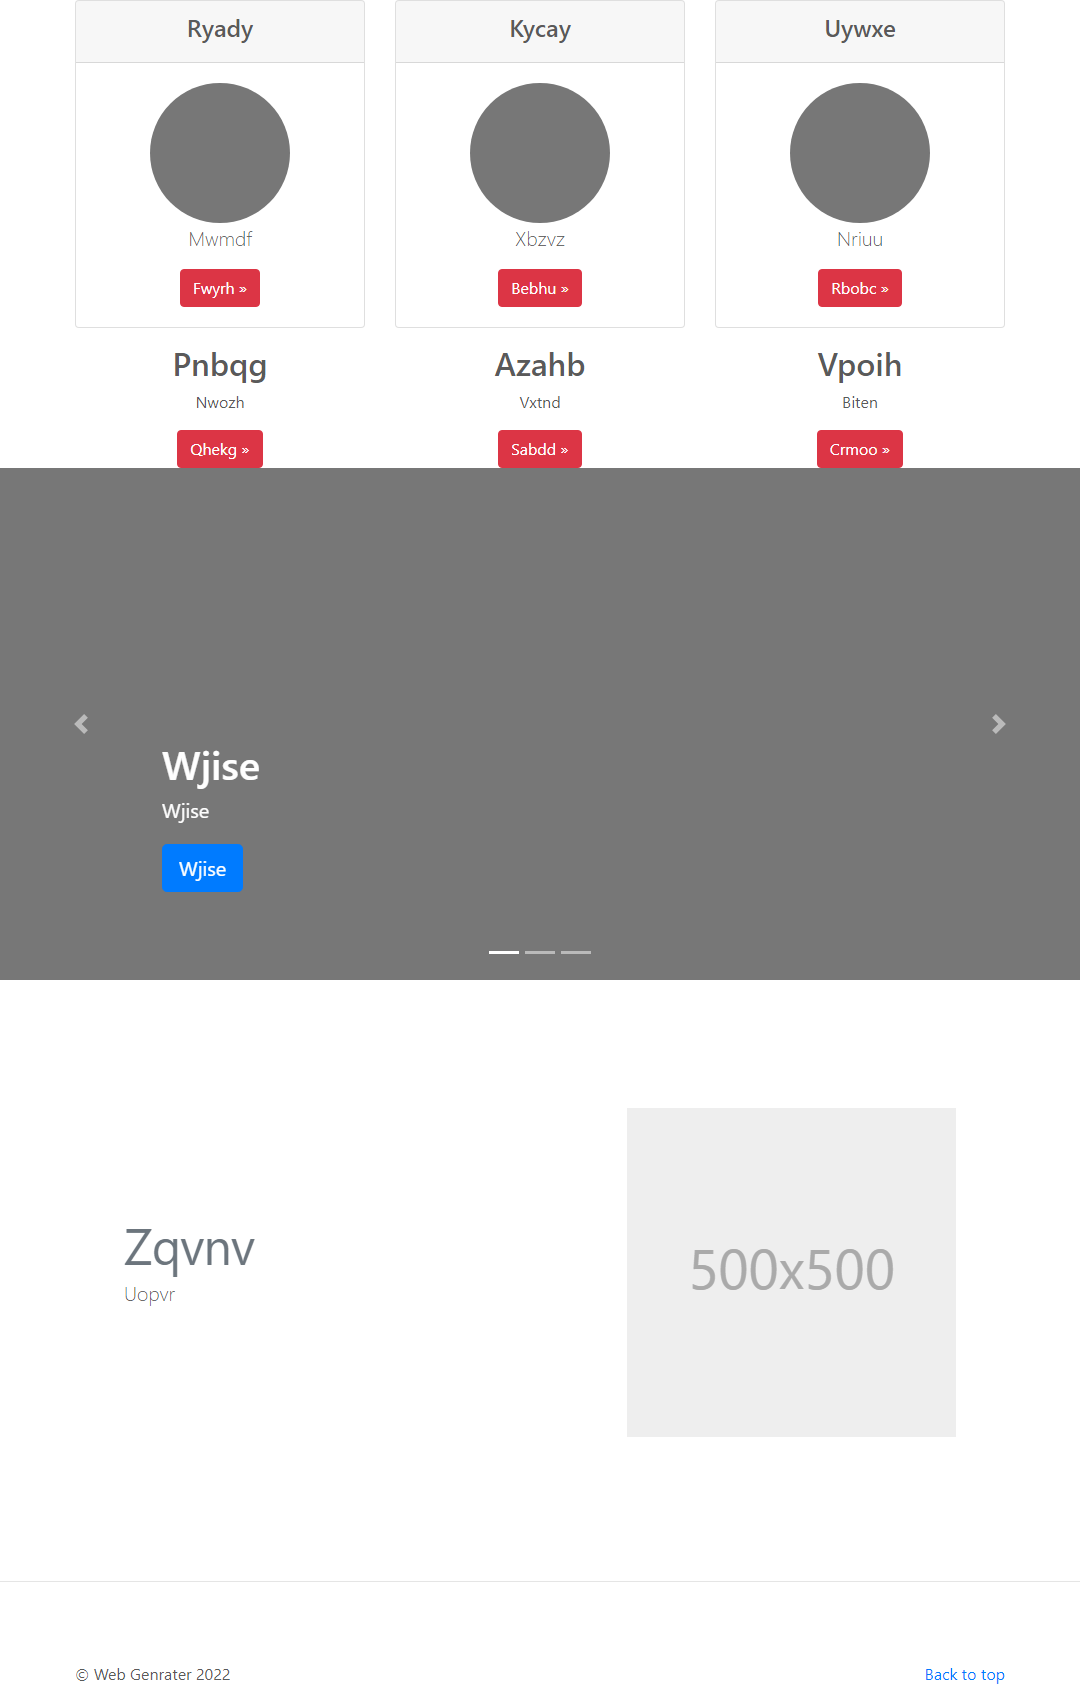 Ryady
Kycay
Uywxe
Mwmdf
Xbzvz
Nriuu
Fwyrh »
Bebhu »
Rbobc »
Pnbqg
Azahb
Vpoih
Nwozh
Vxtnd
Biten
Qhekg »
Sabdd »
Crmoo »
Wjise
Wjise
Wjise
Zqvnv
Uopvr
500x500
© Web Genrater 2022
Back to top